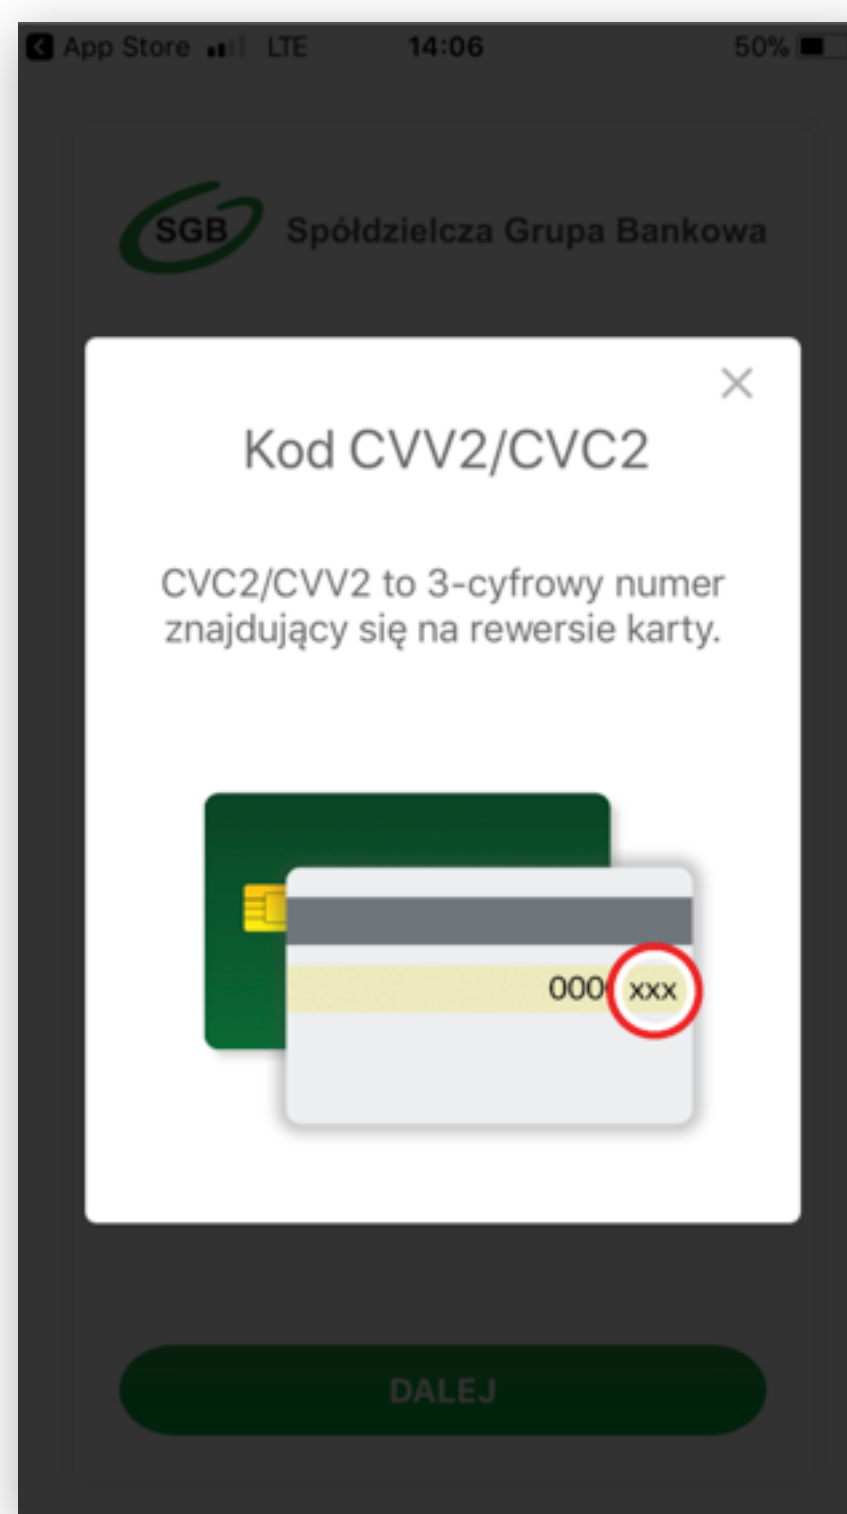 App Store LTE 14:06 50%
SGB Spółdzielcza Grupa Bankowa
Kod CVV2/CVC2
CVC2/CVV2 to 3-cyfrowy numer
znajdujący się na rewersie karty.
000 xxx
DALEJ